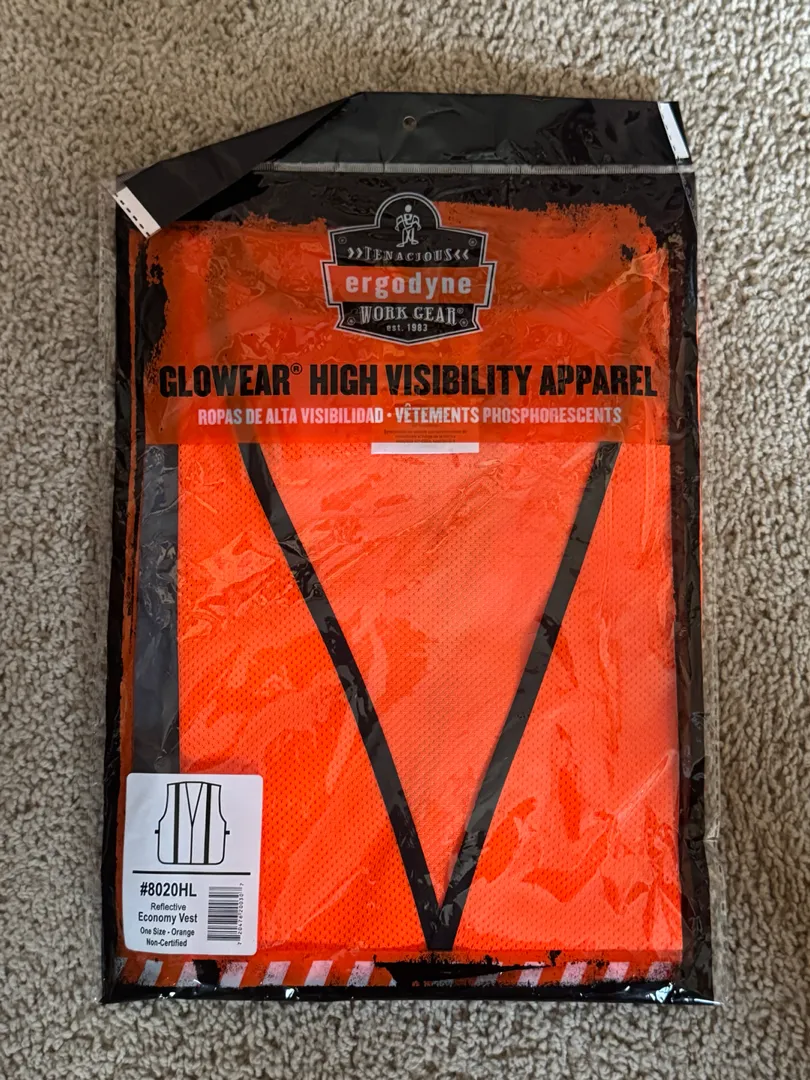 »TENACIOUS«
ergodyne
WORK GEAR®
est. 1983
GLOWEAR® HIGH VISIBILITY APPAREL
ROPAS DE ALTA VISIBILIDAD • VÊTEMENTS PHOSPHORESCENTS
#8020HL
Reflective
Economy Vest
One Size - Orange
Non-Certified